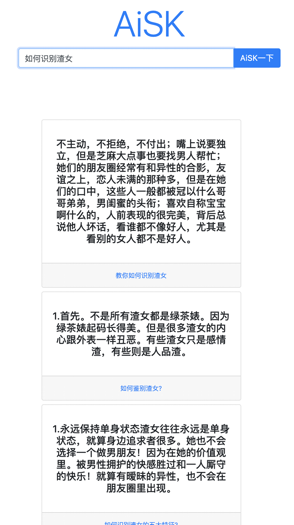 AiSK
如何识别渣女
AiSK一下
不主动，不拒绝，不付出；嘴上说要独
立，但是芝麻大点事也要找男人帮忙；
她们的朋友圈经常有和异性的合影，友
谊之上，恋人未满的那种多，但是在她
们的口中，这些人一般都被冠以什么哥
哥弟弟，男闺蜜的头衔；喜欢自称宝宝
啊什么的，人前表现的很完美，背后总
说他人坏话，看谁都不像好人，尤其是
看别的女人都不是好人。
教你如何识别渣女
1.首先。不是所有渣女都是绿茶婊。因为
绿茶婊起码长得美。但是很多渣女的内
心跟外表一样丑恶。有些渣女只是感情
渣，有些则是人品渣。
如何鉴别渣女?
1.永远保持单身状态渣女往往永远是单身
状态，就算身边追求者很多。她也不会
选择一个做男朋友！因为在她的价值观
里。被男性拥护的快感胜过和一人厮守
的快乐！就算有暧昧的异性，也不会在
朋友圈里出现。
如何识别渣女的五大特征?